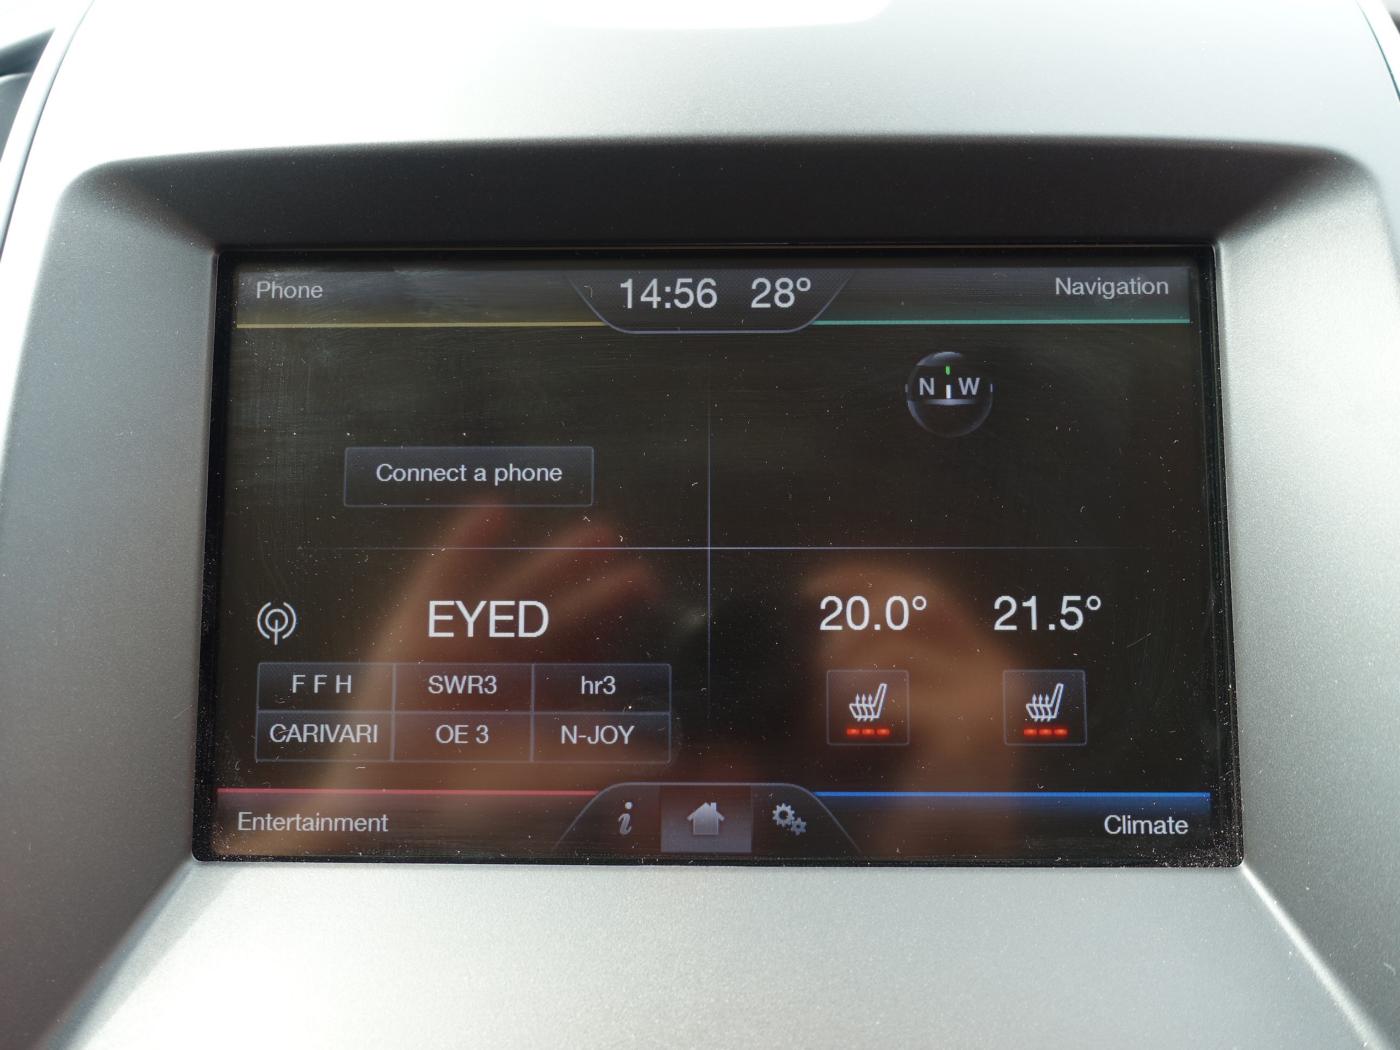 Phone
14:56 28°
Navigation
N W
Connect a phone
EYED
F F H SWR3 hr3
CARIVARI OE 3 N-JOY
20.0° 21.5°
Entertainment
i
Climate